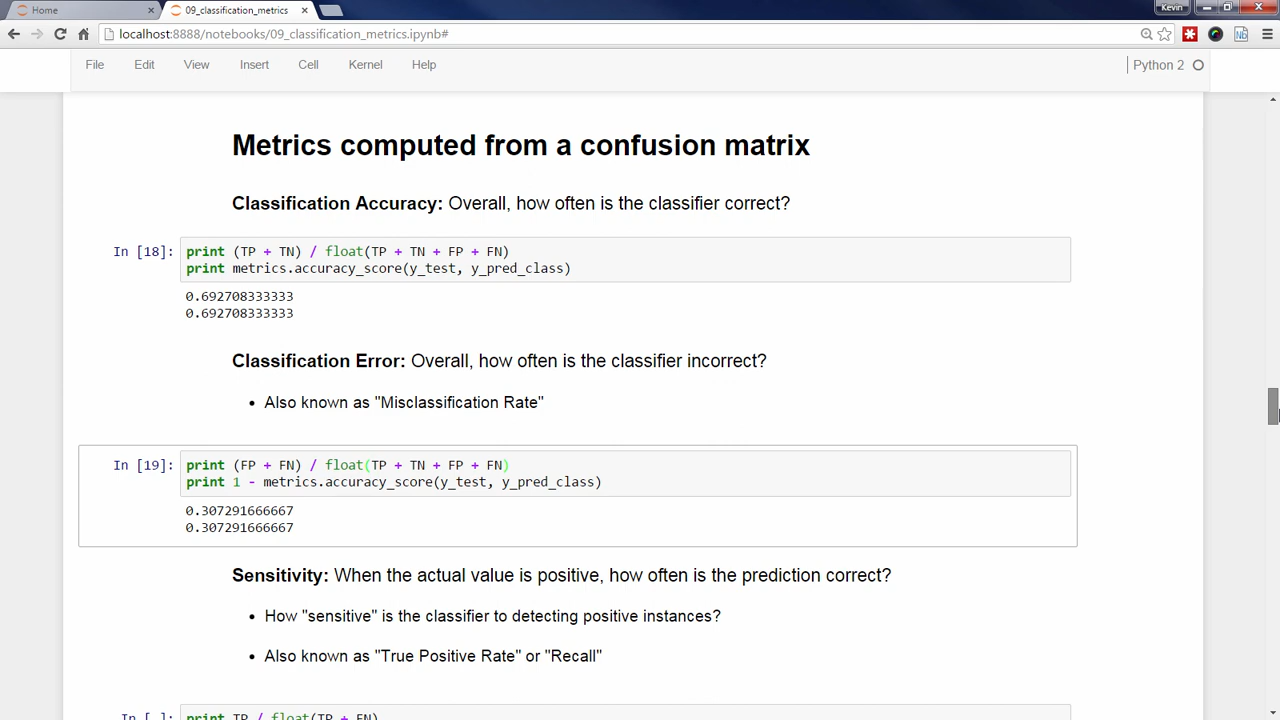 Home
09_classification_metrics
Kevin
localhost:8888/notebooks/09_classification_metrics.ipynb#
File Edit View Insert Cell Kernel Help
Python 2
Metrics computed from a confusion matrix
Classification Accuracy: Overall, how often is the classifier correct?
In [18]: print (TP + TN) / float(TP + TN + FP + FN)
print metrics.accuracy_score(y_test, y_pred_class)
0.692708333333
0.692708333333
Classification Error: Overall, how often is the classifier incorrect?
• Also known as "Misclassification Rate"
In [19]: print (FP + FN) / float(TP + TN + FP + FN)
print 1 - metrics.accuracy_score(y_test, y_pred_class)
0.307291666667
0.307291666667
Sensitivity: When the actual value is positive, how often is the prediction correct?
• How "sensitive" is the classifier to detecting positive instances?
• Also known as "True Positive Rate" or "Recall"
In [ ]: print TP / float(TP + FN)